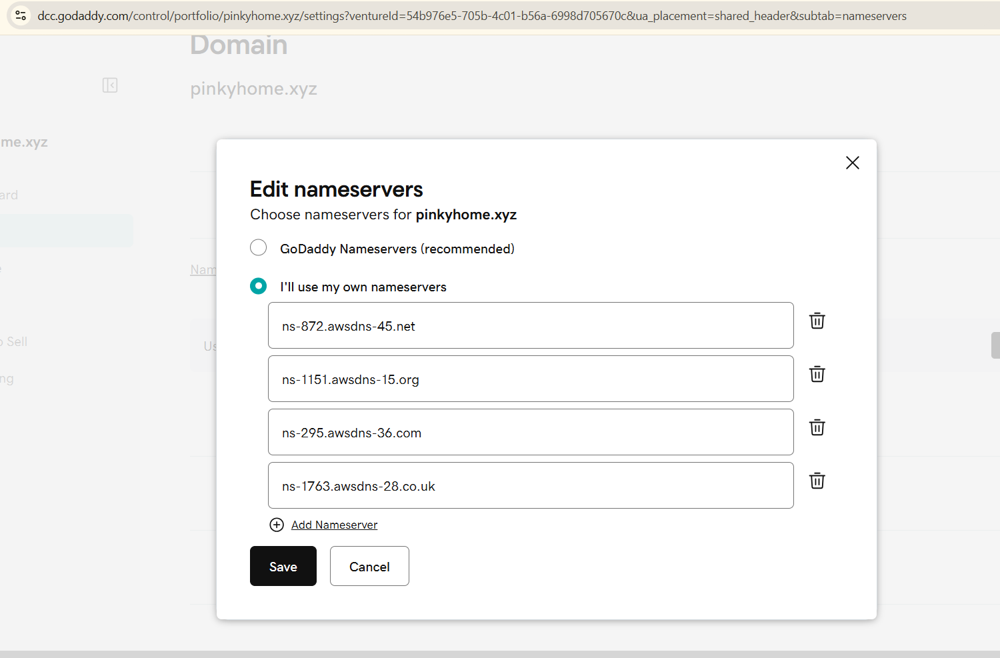 dcc.godaddy.com/control/portfolio/pinkyhome.xyz/settings?ventureId=54b976e5-705b-4c01-b56a-6998d705670c&ua_placement=shared_header&subtab=nameservers
Domain
pinkyhome.xyz
me.xyz
ard
Edit nameservers
Choose nameservers for pinkyhome.xyz
GoDaddy Nameservers (recommended)
Nam
e
I'll use my own nameservers
ns-872.awsdns-45.net
o Sell
Us
ns-1151.awsdns-15.org
ng
ns-295.awsdns-36.com
ns-1763.awsdns-28.co.uk
Add Nameserver
Save
Cancel